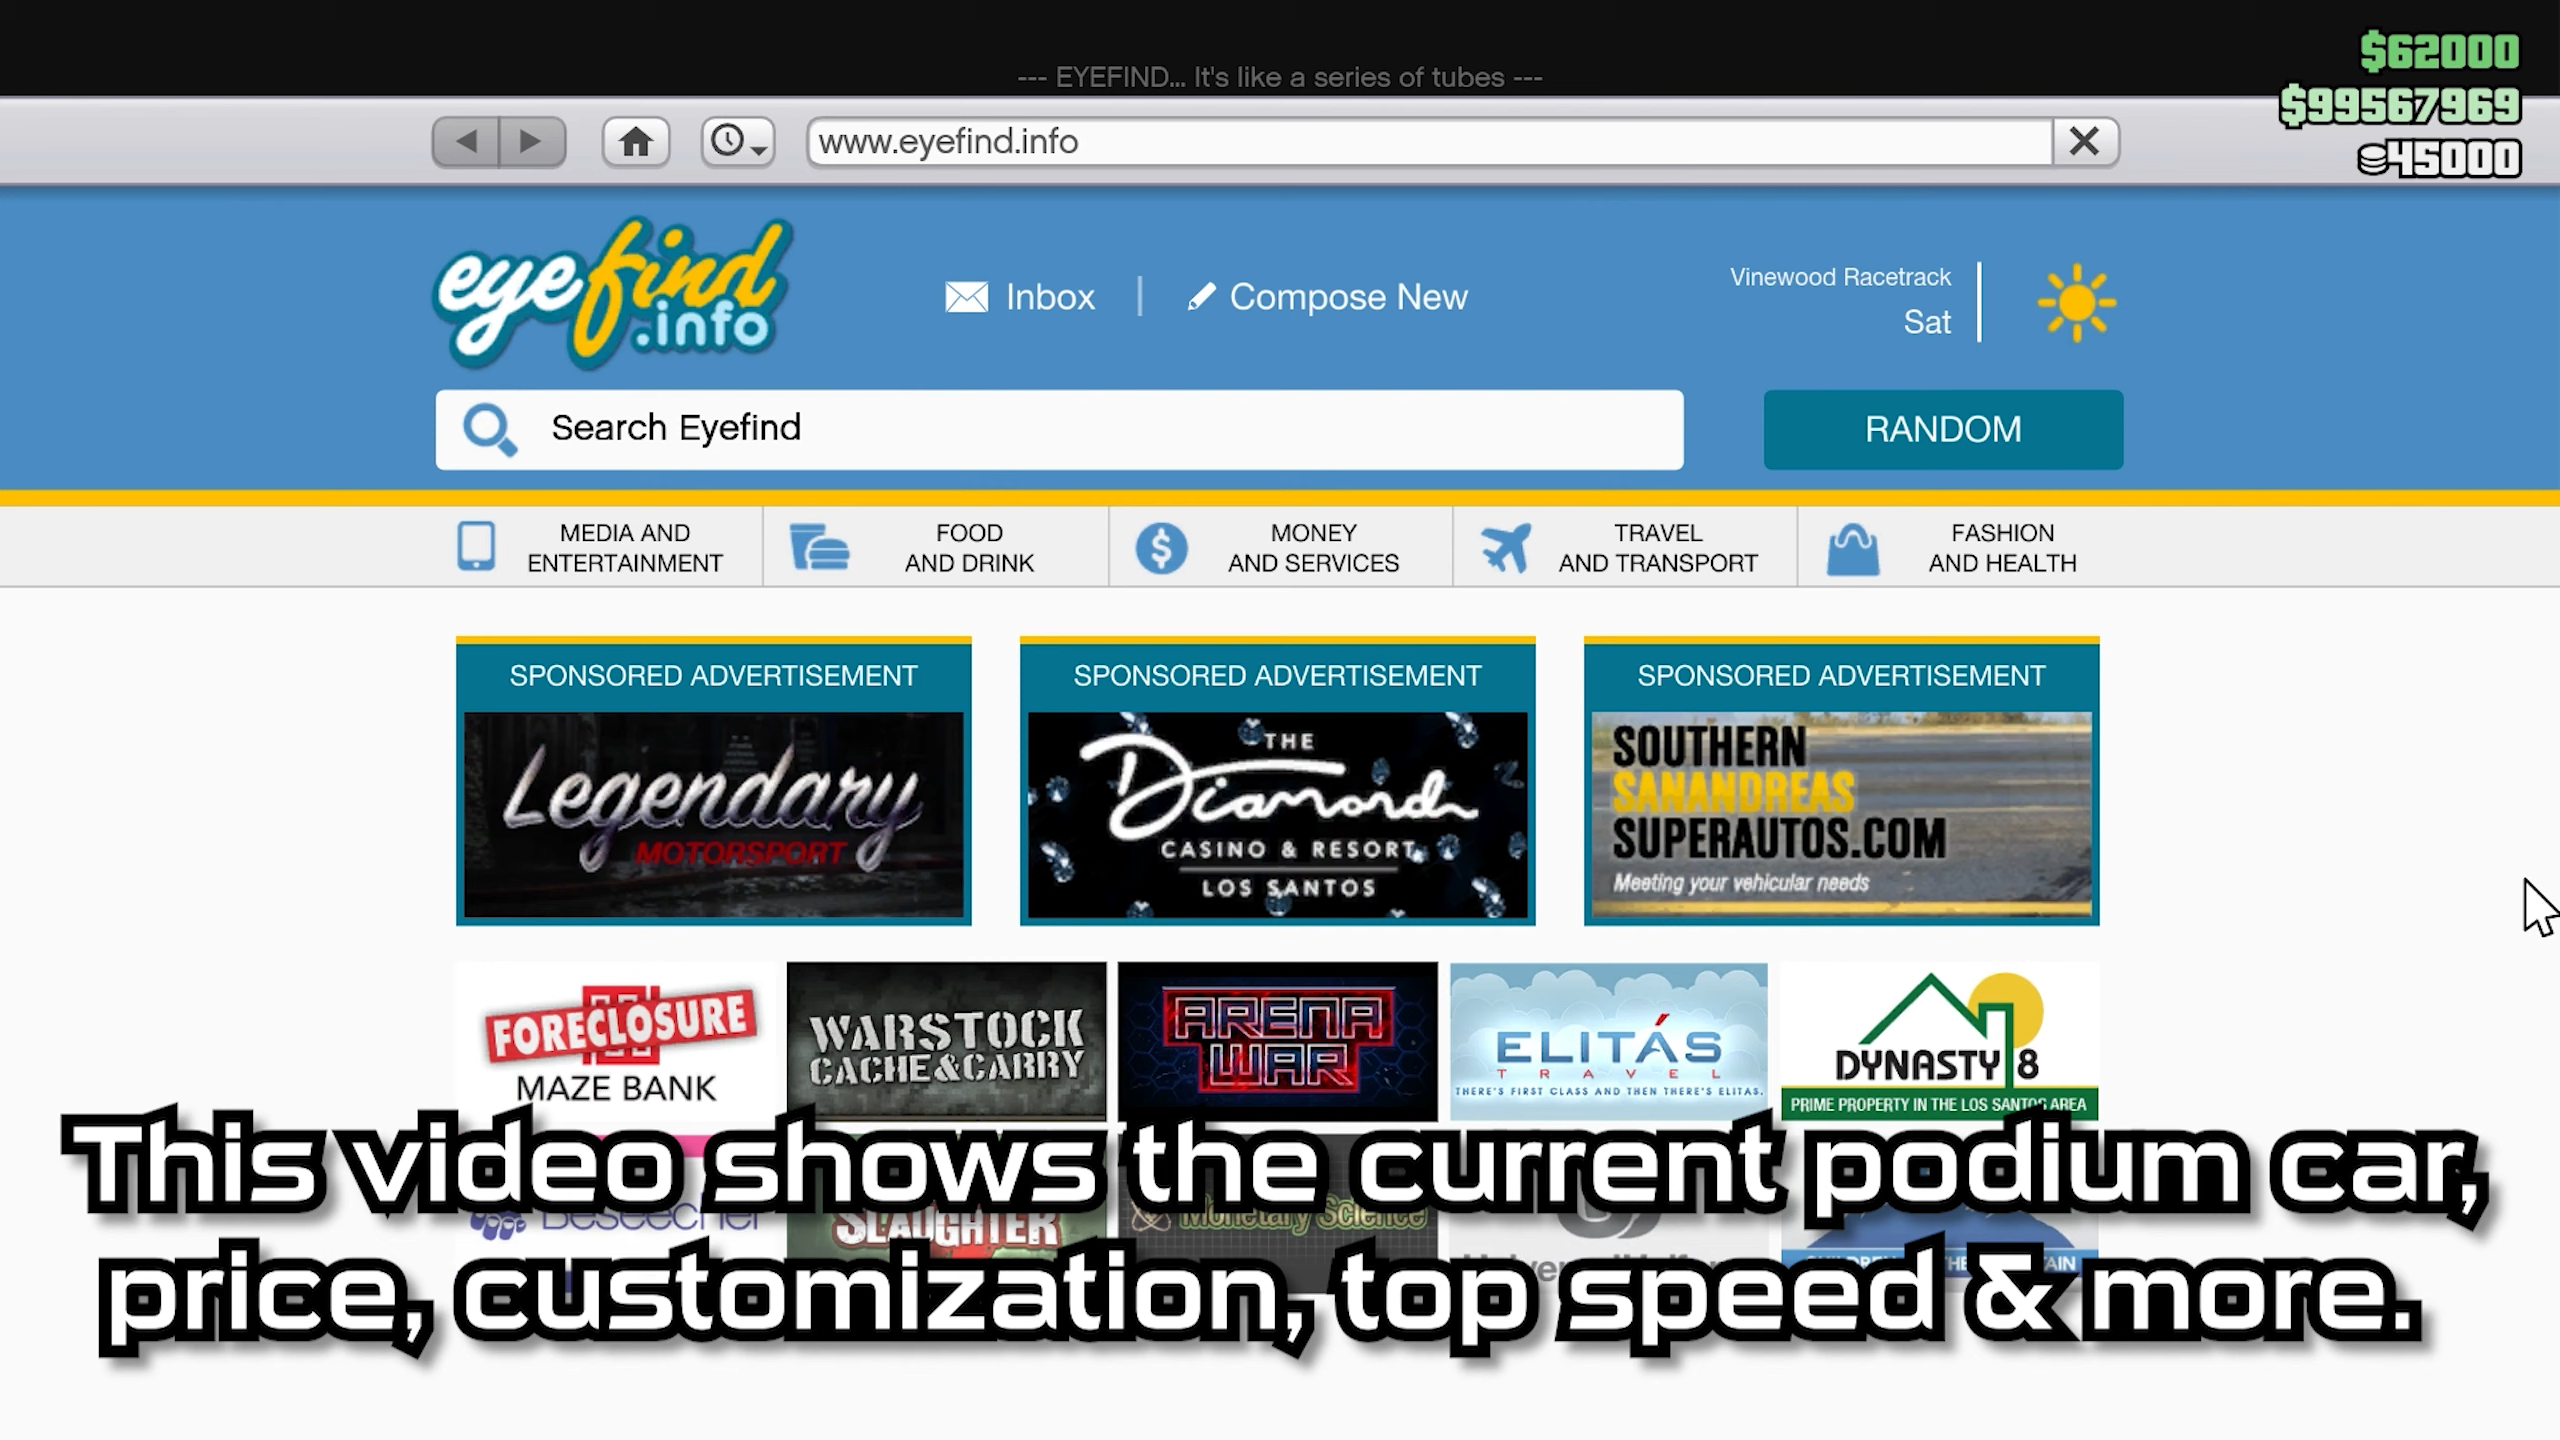 --- EYEFIND... It's like a series of tubes ---
$62000
$99567969
45000
www.eyefind.info
eyefind
.info
Inbox
Compose New
Vinewood Racetrack
Sat
Search Eyefind
RANDOM
MEDIA AND
ENTERTAINMENT
FOOD
AND DRINK
MONEY
AND SERVICES
TRAVEL
AND TRANSPORT
FASHION
AND HEALTH
SPONSORED ADVERTISEMENT
SPONSORED ADVERTISEMENT
SPONSORED ADVERTISEMENT
Legendary
MOTORSPORT
THE
Diamond
CASINO & RESORT
LOS SANTOS
SOUTHERN
SANANDREAS
SUPERAUTOS.COM
Meeting your vehicular needs
FORECLOSURE
MAZE BANK
WARSTOCK
CACHE&CARRY
ARENA
WAR
ELITÁS
TRAVEL
THERE'S FIRST CLASS AND THEN THERE'S ELITAS.
DYNASTY 8
PRIME PROPERTY IN THE LOS SANTOS AREA
This video shows the current podium car,
Beseecher
SLAUGHTER
Monetary Science
price, customization, top speed & more.